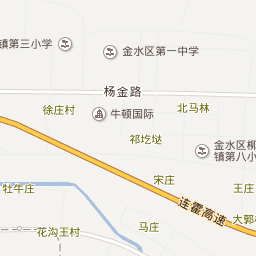 镇第三小学
金水区第一中学
杨金路
徐庄村
牛顿国际
北马林
祁圪垯
金水区柳
镇第八小
宋庄
王庄
牡牛庄
连霍高速
大郭
马庄
花沟王村